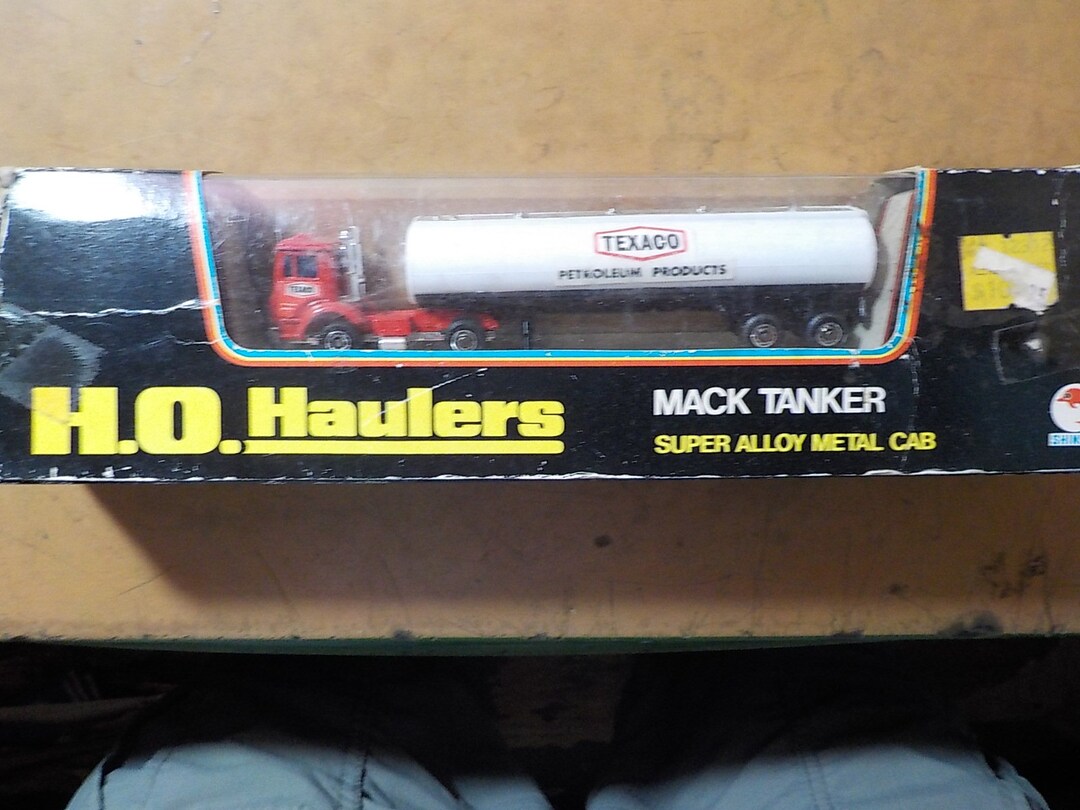 TEXACO
PETROLEUM PRODUCTS
H.O. Haulers
MACK TANKER
SUPER ALLOY METAL CAB